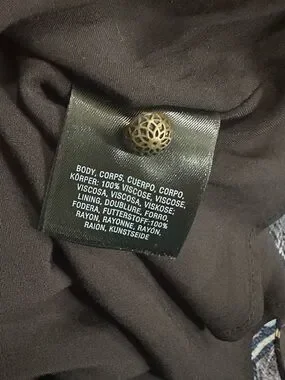 BODY, CORPS, CUERPO, CORPO,
KÖRPER: 100% VISCOSE, VISCOSE,
VISCOSA, VISCOSA, VISKOSE;
LINING, DOUBLURE, FORRO,
FODERA, FUTTERSTOFF:100%
RAYON, RAYONNE, RAYON,
RAION, KUNSTSEIDE